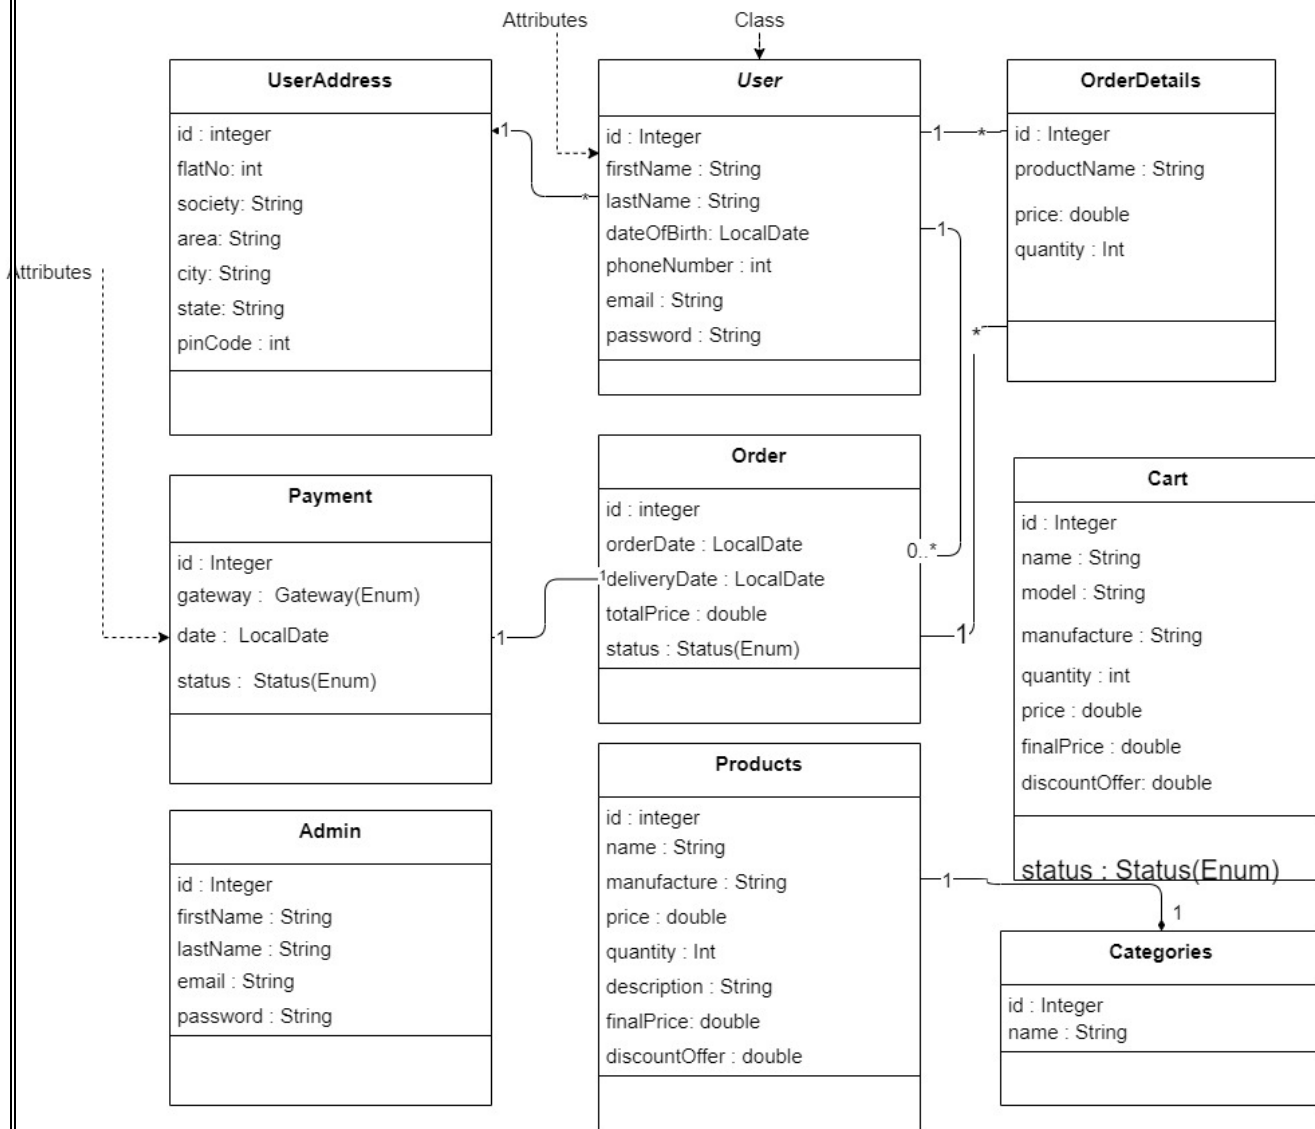 Attributes
Class
UserAddress
id : integer
flatNo: int
society: String
area: String
city: String
state: String
pinCode : int
1
*
User
id : Integer
firstName : String
lastName : String
dateOfBirth: LocalDate
phoneNumber : int
email : String
password : String
1
*
1
OrderDetails
id : Integer
productName : String
price: double
quantity : Int
*
Attributes
Payment
id : Integer
gateway : Gateway(Enum)
date : LocalDate
status : Status(Enum)
1
1
Order
id : integer
orderDate : LocalDate
deliveryDate : LocalDate
totalPrice : double
status : Status(Enum)
0..*
1
Cart
id : Integer
name : String
model : String
manufacture : String
quantity : int
price : double
finalPrice : double
discountOffer: double
status : Status(Enum)
Admin
id : Integer
firstName : String
lastName : String
email : String
password : String
Products
id : integer
name : String
manufacture : String
price : double
quantity : Int
description : String
finalPrice: double
discountOffer : double
1
1
Categories
id : Integer
name : String